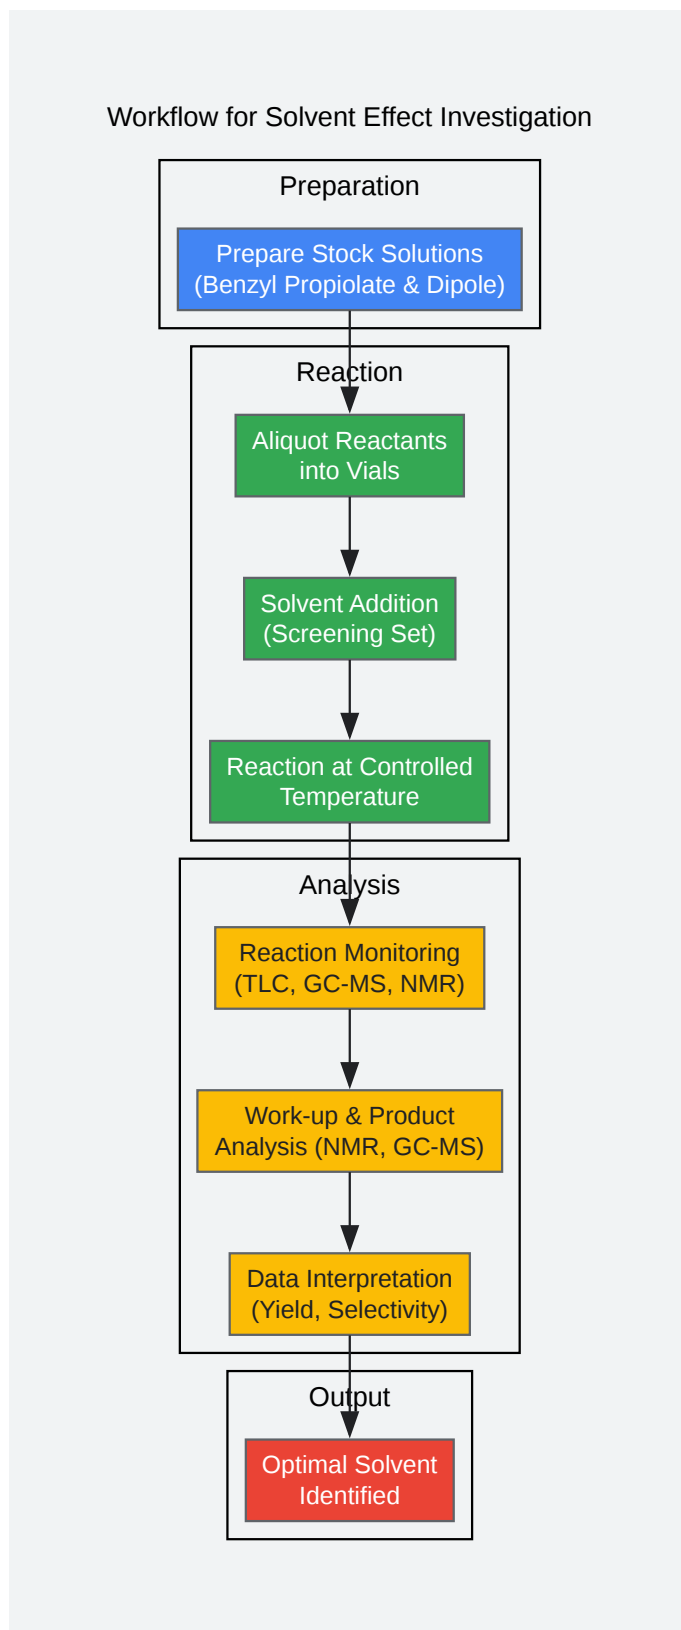 Workflow for Solvent Effect Investigation
Preparation
Prepare Stock Solutions
(Benzyl Propiolate & Dipole)
Reaction
Aliquot Reactants
into Vials
Solvent Addition
(Screening Set)
Reaction at Controlled
Temperature
Analysis
Reaction Monitoring
(TLC, GC-MS, NMR)
Work-up & Product
Analysis (NMR, GC-MS)
Data Interpretation
(Yield, Selectivity)
Output
Optimal Solvent
Identified